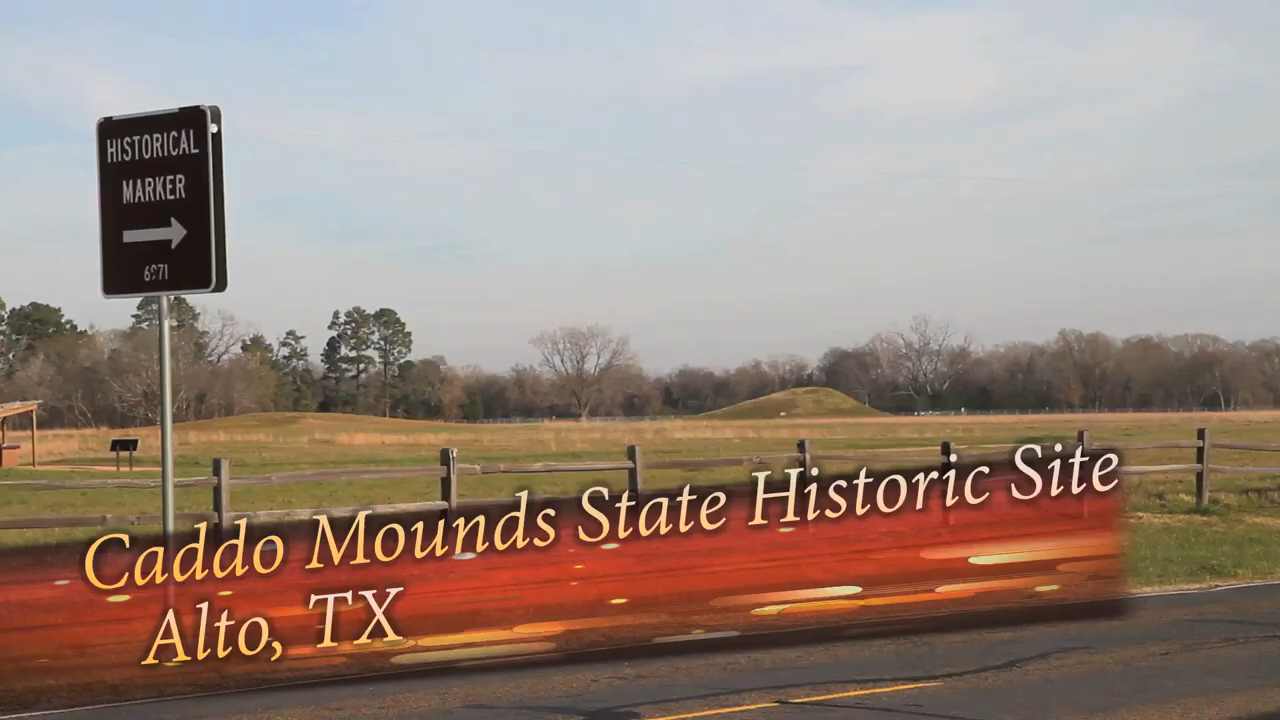 HISTORICAL
MARKER
6971
Caddo Mounds State Historic Site
Alto, TX